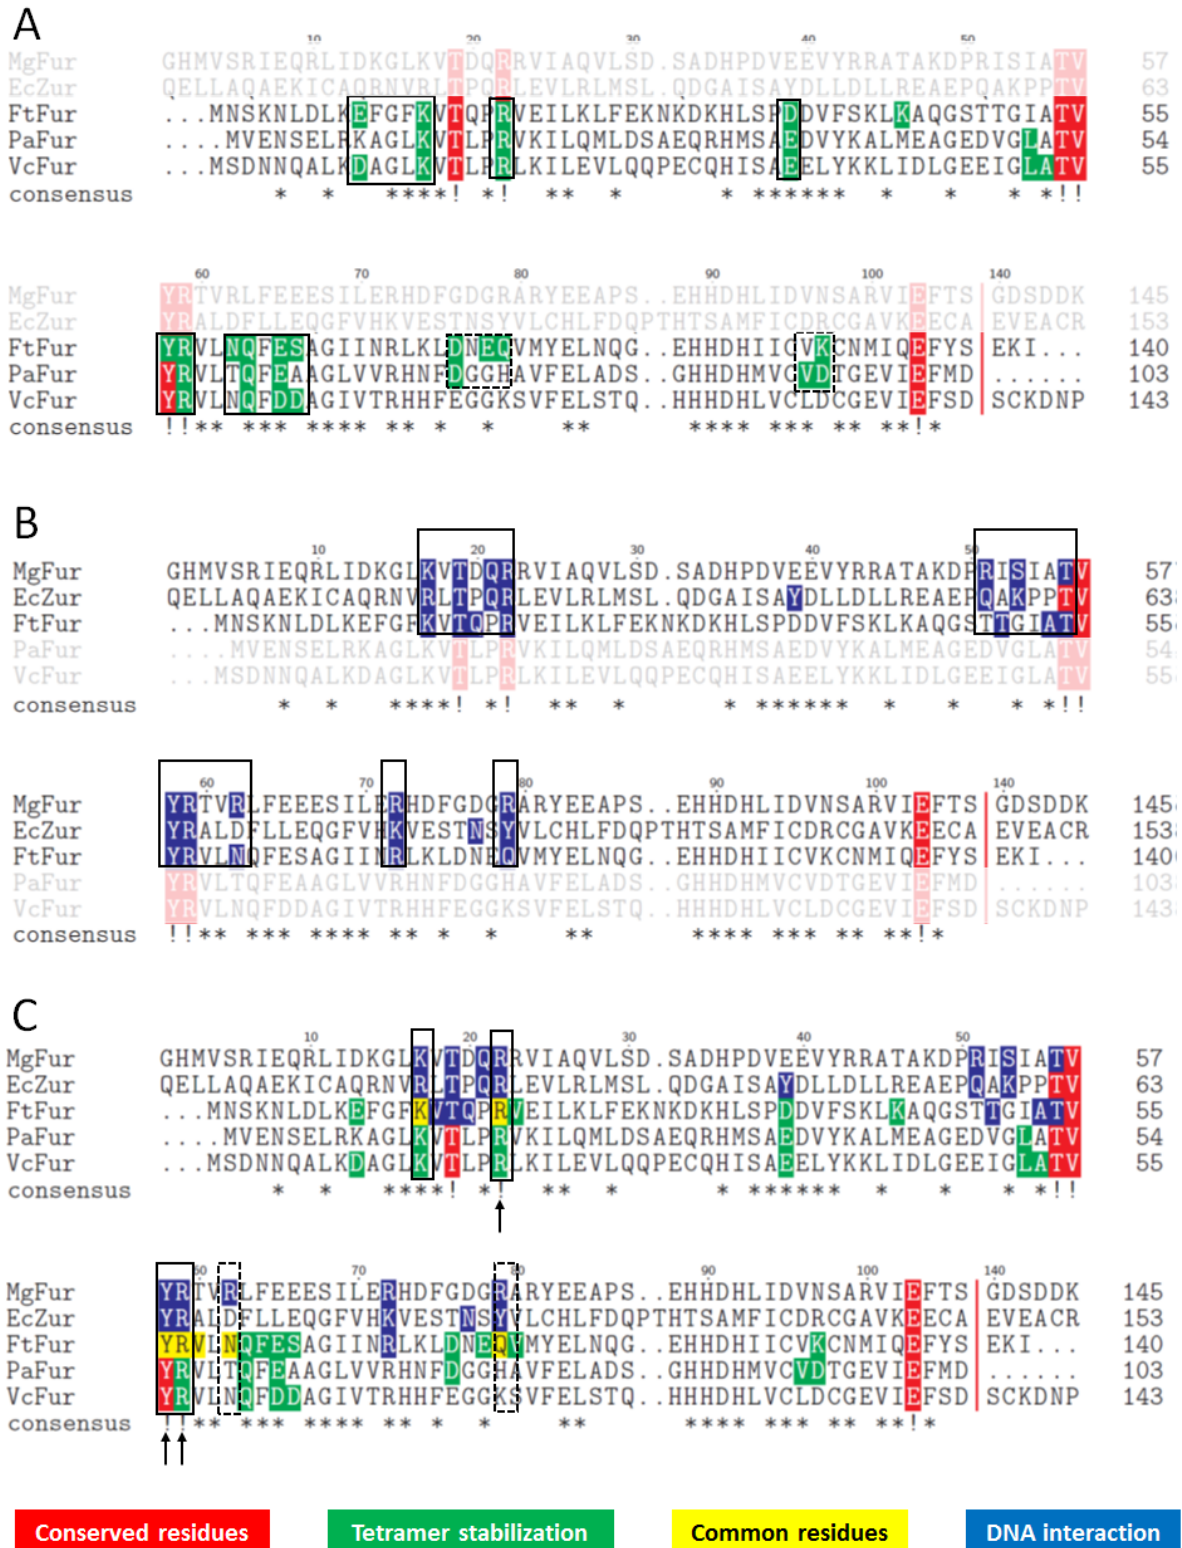 A
10 20 30 40 50
MgFur GHMVSRIEQRLIDKGLKVTDQRRVIAQVLSD.SADHPDVEEVYRRATAKDPRISIATV 57
EcZur QELLAQAEKICAQRNVRLTPQRLEVLRLMSL.QDGAISAYDLLDLLREAEPQAKPPTV 63
FtFur ...MNSKNLDLKEFGFKVTQPRVEILKLFEKNKDKHLSPDDVFSKLKAQGSTTGIATV 55
PaFur ....MVENSELRKAGLKVTLPRVKILQMLDSAEQRHMSAEDVYKALMEAGEDVGLATV 54
VcFur ...MSDNNQALKDAGLKVTLPRLKILEVLQQPECQHISAEELYKKLIDLGEEIGLATV 55
consensus * * ****! *! ** * * ****** * * * *!!
60 70 80 90 100 140
MgFur YRTVRLFEEESILERHDFGDGRARYEEAPS..EHHDHLIDVNSARVIEFTS GDSDDK 145
EcZur YRALDFLLEQGFVHKVESTNSYVLCHLFDQPTHTSAMFICDRCGAVKEECA EVEACR 153
FtFur YRVLNQFESAGIINRLKLDNEQVMYELNQG..EHHDHIICVKCNMIQEFYS EKI... 140
PaFur YRVLTQFEAAGLVVRHNFDGGHAVFELADS..GHHDHMVCVDTGEVIEFMD ...... 103
VcFur YRVLNQFDDAGIVTRHHFEGGKSVFELSTQ..HHHDHLVCLDCGEVIEFSD SCKDNP 143
consensus !!** *** **** ** * * ** **** *** ** **!*
B
10 20 30 40 50
MgFur GHMVSRIEQRLIDKGLKVTDQRRVIAQVLSD.SADHPDVEEVYRRATAKDPRISIATV 57
EcZur QELLAQAEKICAQRNVRLTPQRLEVLRLMSL.QDGAISAYDLLDLLREAEPQAKPPTV 63
FtFur ...MNSKNLDLKEFGFKVTQPRVEILKLFEKNKDKHLSPDDVFSKLKAQGSTTGIATV 55
PaFur ....MVENSELRKAGLKVTLPRVKILQMLDSAEQRHMSAEDVYKALMEAGEDVGLATV 54
VcFur ...MSDNNQALKAGLKVTLPRLKILEVLQQPECQHISAEELYKKLIDLGEEIGLATV 55
consensus * * ****! *! ** * * ****** * * * *!!
60 70 80 90 100 140
MgFur YRTVRLFEEESILERHDFGDGRARYEEAPS..EHHDHLIDVNSARVIEFTS GDSDDK 145
EcZur YRALDFLLEQGFVHKVESTNSYVLCHLFDQPTHTSAMFICDRCGAVKEECA EVEACR 153
FtFur YRVLNQFESAGIINRLKLDNEQVMYELNQG..EHHDHIICVKCNMIQEFYS EKI... 140
PaFur YRVLTQFEAAGLVVRHNFDGGHAVFELADS..GHHDHMVCVDTGEVIEFMD ...... 103
VcFur YRVLNQFDDAGIVTRHHFEGGKSVFELSTQ..HHHDHLVCLDCGEVIEFSD SCKDNP 143
consensus !!** *** **** ** * * ** **** *** ** **!*
C
10 20 30 40 50
MgFur GHMVSRIEQRLIDKGLKVTDQRRVIAQVLSD.SADHPDVEEVYRRATAKDPRISIATV 57
EcZur QELLAQAEKICAQRNVRLTPQRLEVLRLMSL.QDGAISAYDLLDLLREAEPQAKPPTV 63
FtFur ...MNSKNLDLKEFGFKVTQPRVEILKLFEKNKDKHLSPDDVFSKLKAQGSTTGIATV 55
PaFur ....MVENSELRKAGLKVTLPRVKILQMLDSAEQRHMSAEDVYKALMEAGEDVGLATV 54
VcFur ...MSDNNQALKDAGLKVTLPRLKILEVLQQPECQHISAEELYKKLIDLGEEIGLATV 55
consensus * * ****! *! ** * * ****** * * * *!!
60 70 80 90 100 140
MgFur YRTVRLFEEESILERHDFGDGRARYEEAPS..EHHDHLIDVNSARVIEFTS GDSDDK 145
EcZur YRALDFLLEQGFVHKVESTNSYVLCHLFDQPTHTSAMFICDRCGAVKEECA EVEACR 153
FtFur YRVLNQFESAGIINRLKLDNEQVMYELNQG..EHHDHIICVKCNMIQEFYS EKI... 140
PaFur YRVLTQFEAAGLVVRHNFDGGHAVFELADS..GHHDHMVCVDTGEVIEFMD ...... 103
VcFur YRVLNQFDDAGIVTRHHFEGGKSVFELSTQ..HHHDHLVCLDCGEVIEFSD SCKDNP 143
consensus !!** *** **** ** * * ** **** *** ** **!*
Conserved residues Tetramer stabilization Common residues DNA interaction